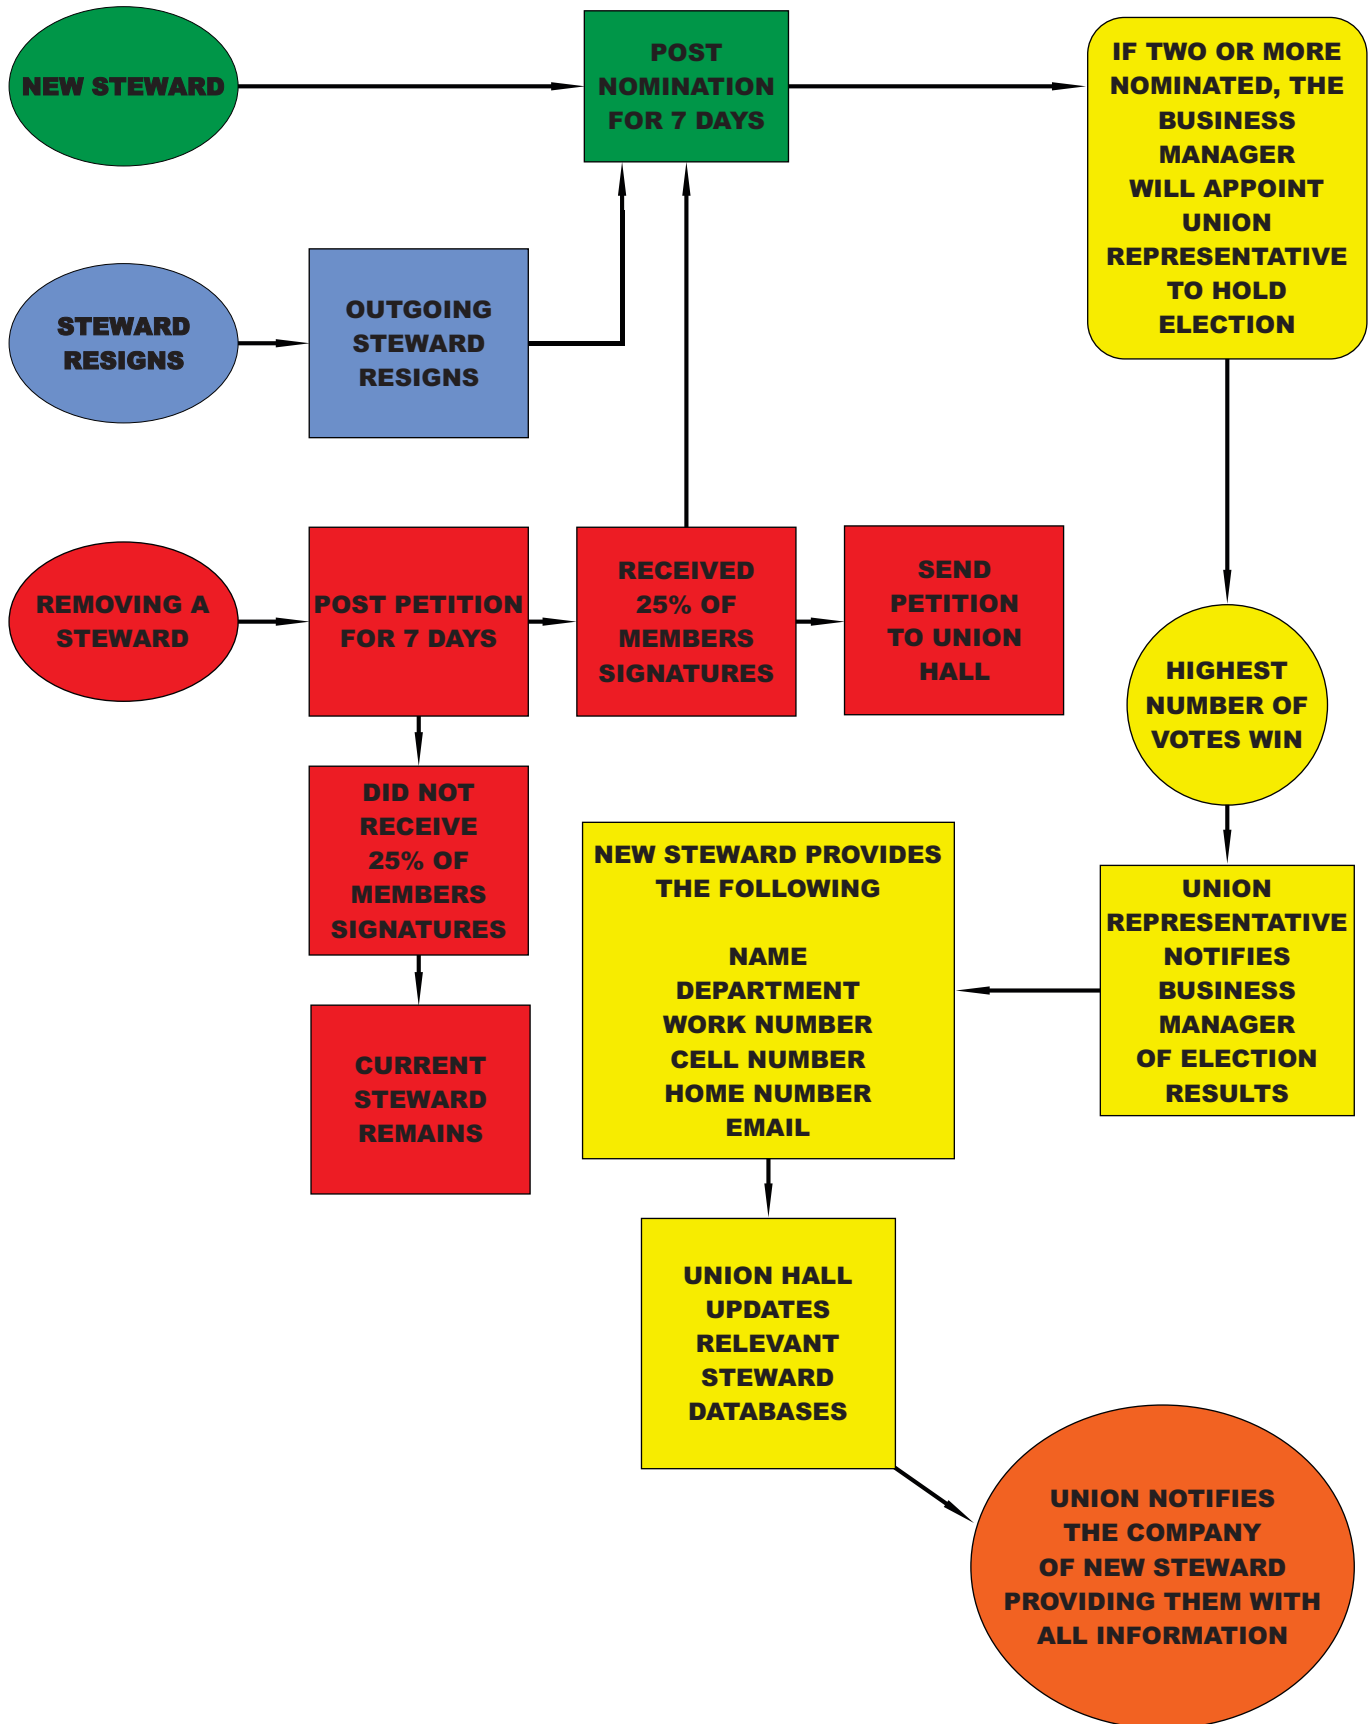 NEW STEWARD
POST
NOMINATION
FOR 7 DAYS
IF TWO OR MORE
NOMINATED, THE
BUSINESS
MANAGER
WILL APPOINT
UNION
REPRESENTATIVE
TO HOLD
ELECTION
STEWARD
RESIGNS
OUTGOING
STEWARD
RESIGNS
REMOVING A
STEWARD
POST PETITION
FOR 7 DAYS
RECEIVED
25% OF
MEMBERS
SIGNATURES
SEND
PETITION
TO UNION
HALL
HIGHEST
NUMBER OF
VOTES WIN
DID NOT
RECEIVE
25% OF
MEMBERS
SIGNATURES
NEW STEWARD PROVIDES
THE FOLLOWING
NAME
DEPARTMENT
WORK NUMBER
CELL NUMBER
HOME NUMBER
EMAIL
UNION
REPRESENTATIVE
NOTIFIES
BUSINESS
MANAGER
OF ELECTION
RESULTS
CURRENT
STEWARD
REMAINS
UNION HALL
UPDATES
RELEVANT
STEWARD
DATABASES
UNION NOTIFIES
THE COMPANY
OF NEW STEWARD
PROVIDING THEM WITH
ALL INFORMATION